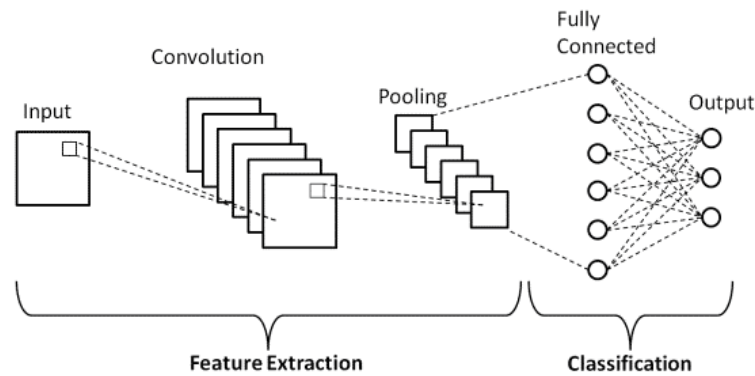 Fully
Connected
Convolution
Pooling
Output
Input
Feature Extraction
Classification